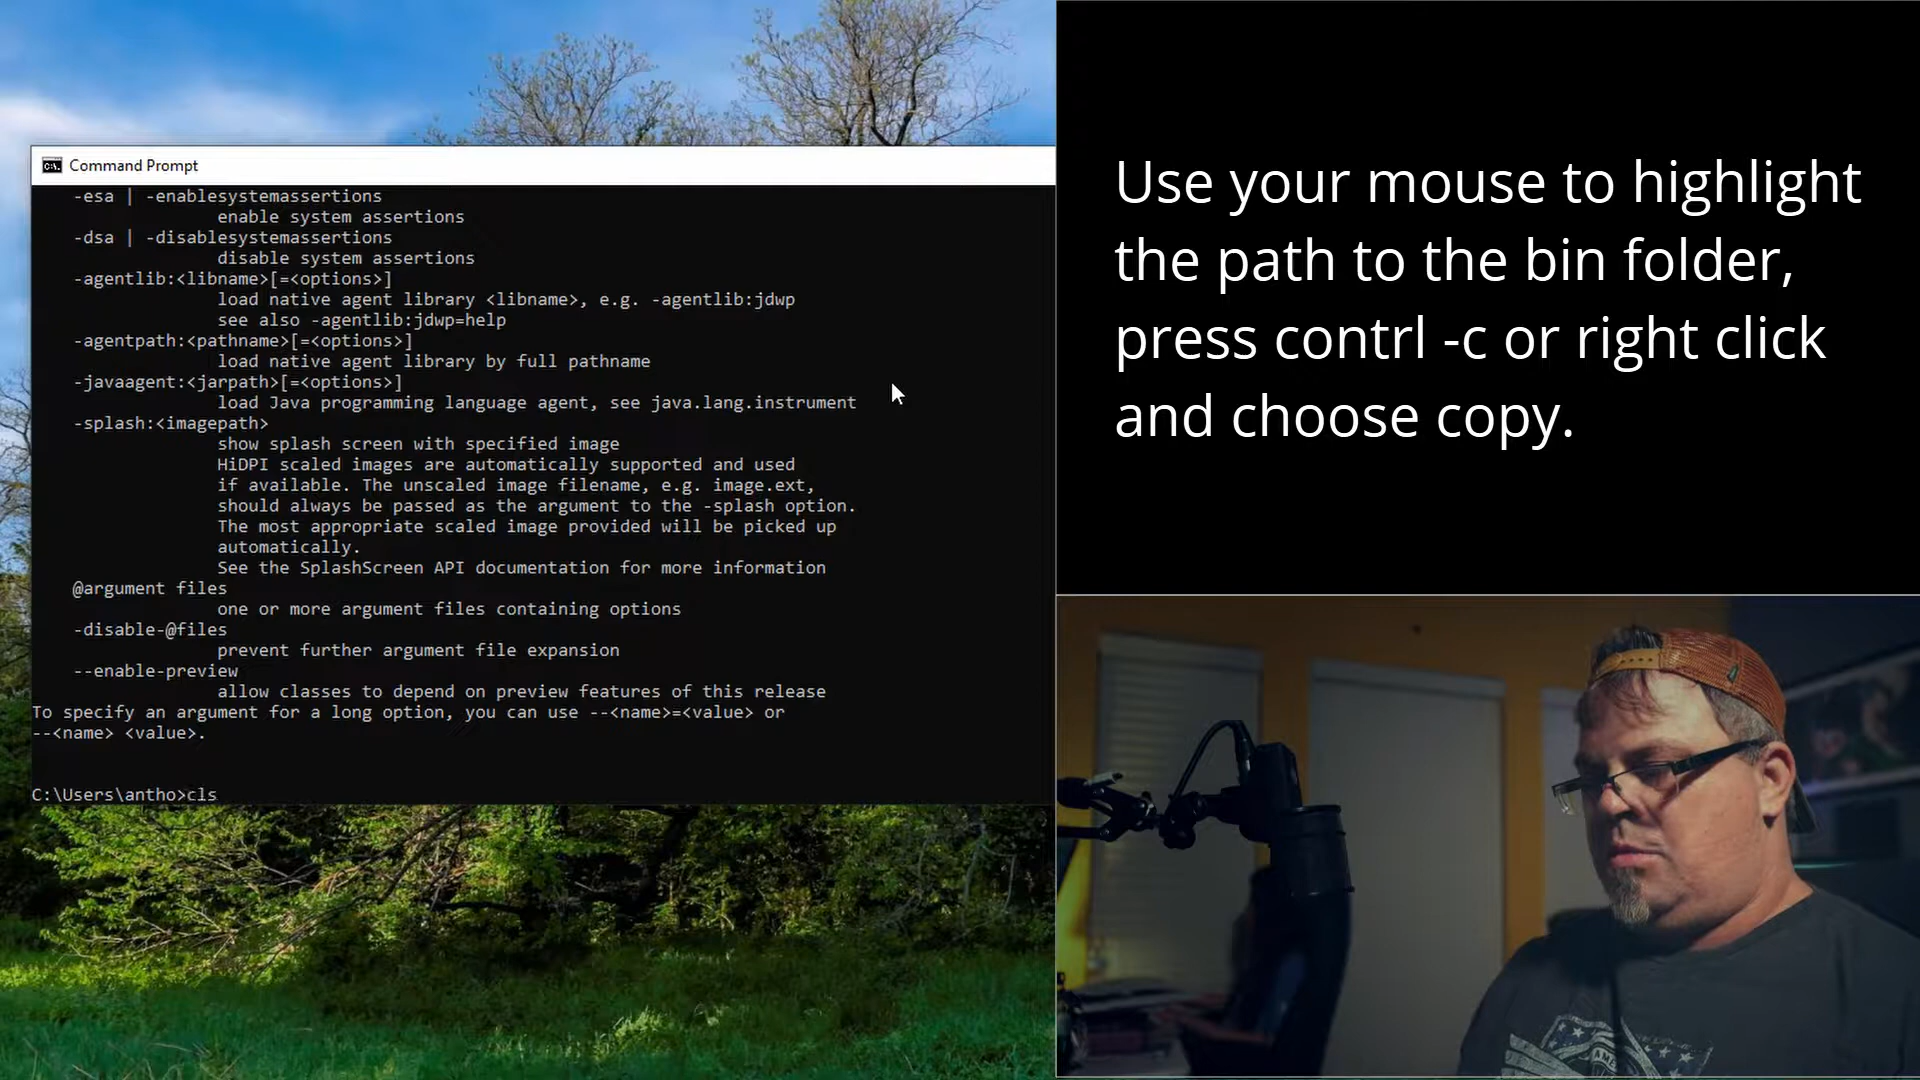 Command Prompt
-esa | -enablesystemassertions
enable system assertions
-dsa | -disablesystemassertions
disable system assertions
-agentlib:<libname>[=<options>]
load native agent library <libname>, e.g. -agentlib:jdwp
see also -agentlib:jdwp=help
-agentpath:<pathname>[=<options>]
load native agent library by full pathname
-javaagent:<jarpath>[=<options>]
load Java programming language agent, see java.lang.instrument
-splash:<imagepath>
show splash screen with specified image
HiDPI scaled images are automatically supported and used
if available. The unscaled image filename, e.g. image.ext,
should always be passed as the argument to the -splash option.
The most appropriate scaled image provided will be picked up
automatically.
See the SplashScreen API documentation for more information
@argument files
one or more argument files containing options
-disable-@files
prevent further argument file expansion
--enable-preview
allow classes to depend on preview features of this release
To specify an argument for a long option, you can use --<name>=<value> or
--<name> <value>.
C:\Users\antho>cls
Use your mouse to highlight
the path to the bin folder,
press contrl -c or right click
and choose copy.